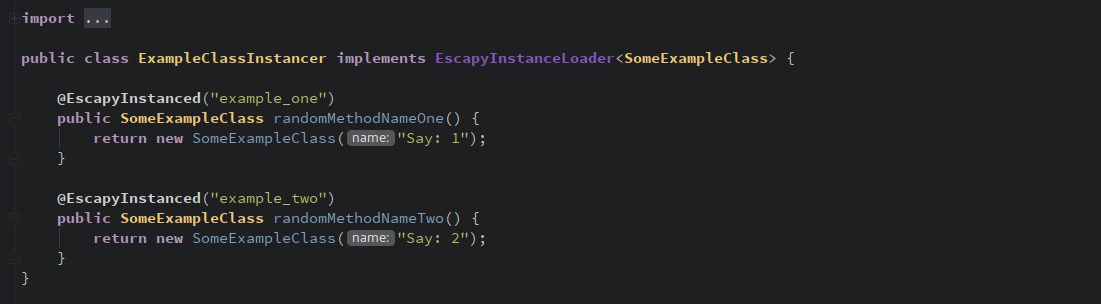 import ...
public class ExampleClassInstancer implements EscapyInstanceLoader<SomeExampleClass> {
@EscapyInstanced("example_one")
public SomeExampleClass randomMethodNameOne() {
return new SomeExampleClass( name: "Say: 1");
}
@EscapyInstanced("example_two")
public SomeExampleClass randomMethodNameTwo() {
return new SomeExampleClass( name: "Say: 2");
}
}